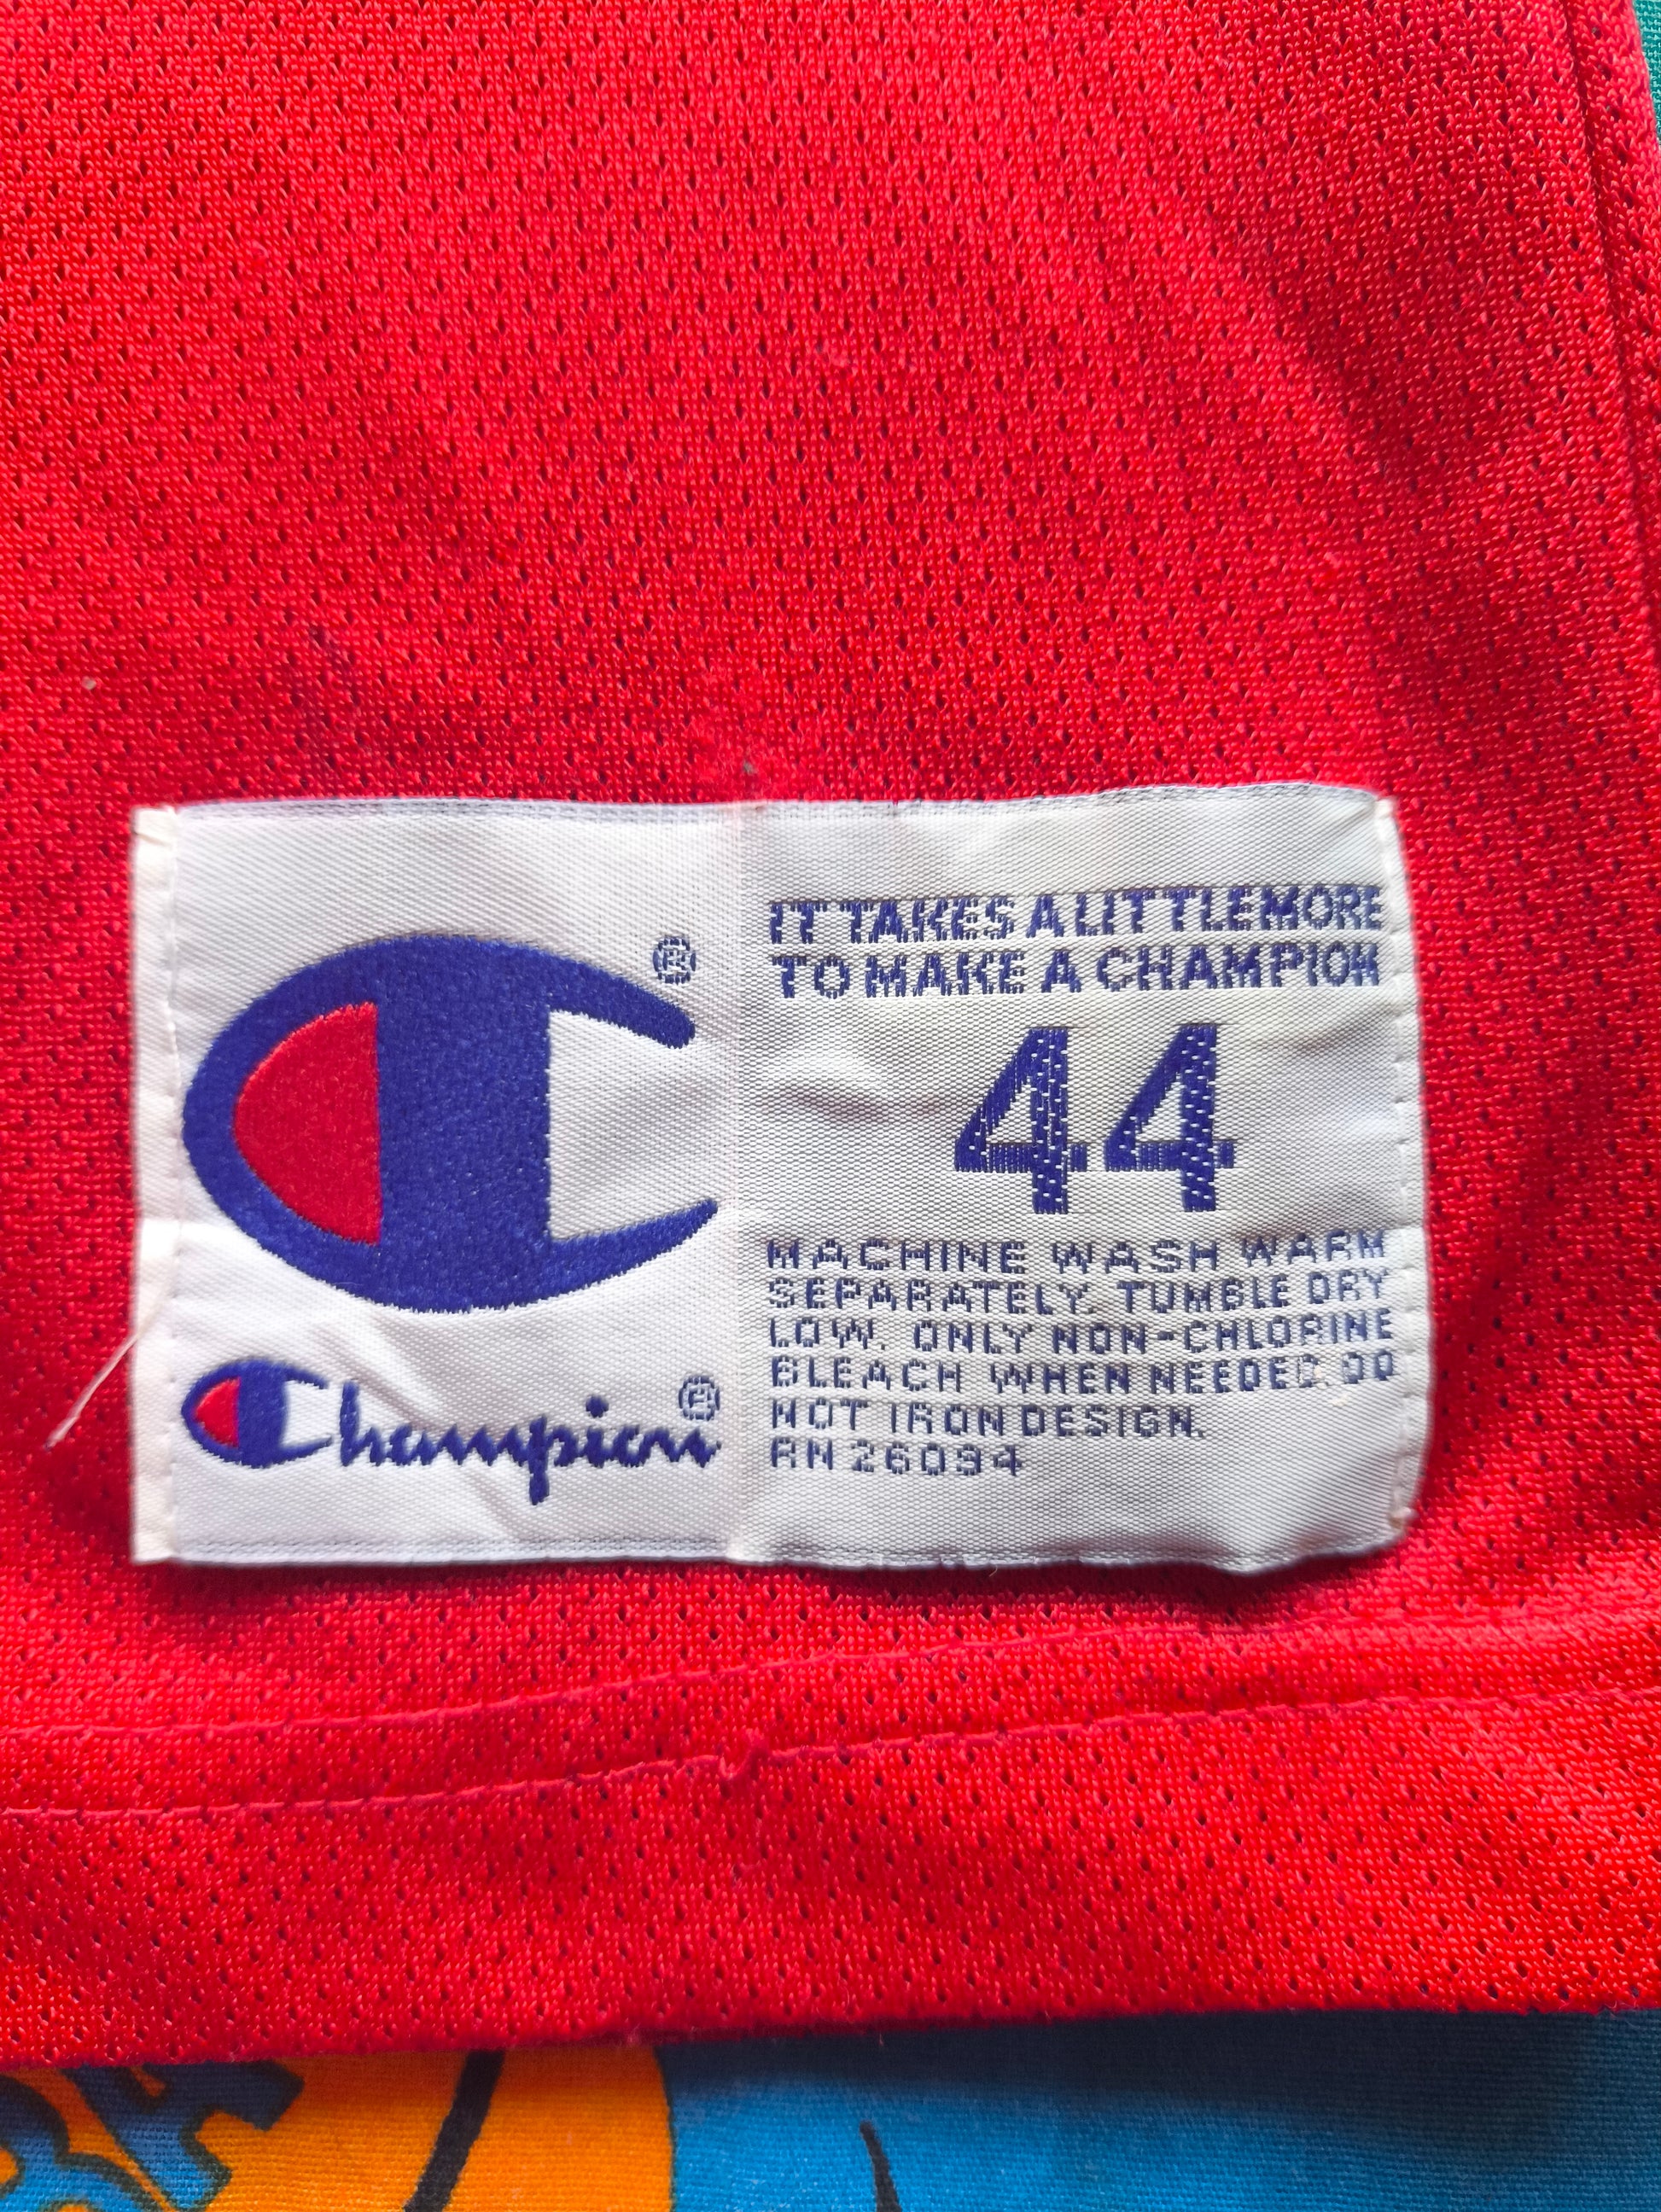 ®
Champion®
IT TAKES A LITTLE MORE
TO MAKE A CHAMPION
44
MACHINE WASH WARM
SEPARATELY. TUMBLE DRY
LOW. ONLY NON-CHLORINE
BLEACH WHEN NEEDED. DO
NOT IRON DESIGN.
RN 26094
BA